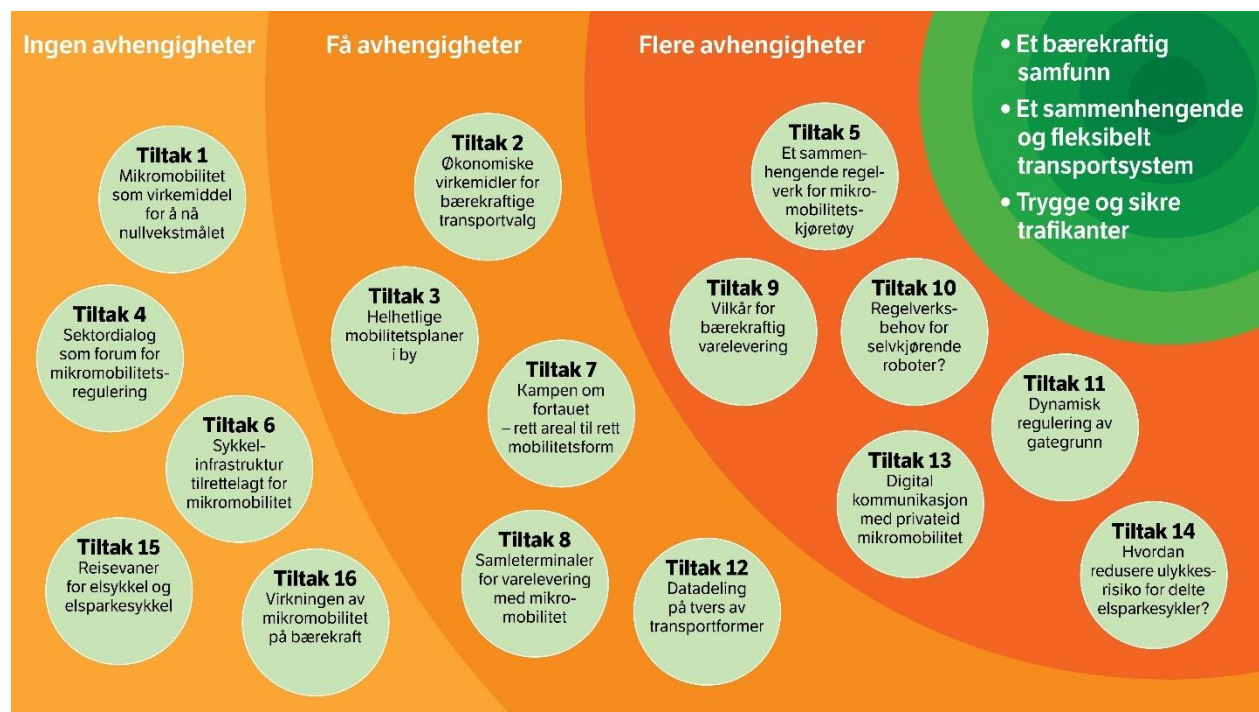 Ingen avhengigheter
Tiltak 1
Mikromobilitet
som virkemiddel
for å nå
nullvekstmålet
Tiltak 4
Sektordialog
som forum for
mikromobilitets-
regulering
Tiltak 6
Sykkel-
infrastruktur
tilrettelagt for
mikromobilitet
Tiltak 15
Reisevaner
for elsykkel og
elsparkesykkel
Tiltak 16
Virkningen av
mikromobilitet
på bærekraft
Få avhengigheter
Tiltak 2
Økonomiske
virkemidler for
bærekraftige
transportvalg
Tiltak 3
Helhetlige
mobilitetsplaner
i by
Tiltak 7
Kampen om
fortauet
– rett areal til rett
mobilitetsform
Tiltak 8
Samleterminaler
for varelevering
med mikro-
mobilitet
Tiltak 12
Datadeling
på tvers av
transportformer
Flere avhengigheter
Tiltak 5
Et sammen-
hengende regel-
verk for mikro-
mobilitets-
kjøretøy
Tiltak 9
Vilkår for
bærekraftig
varelevering
Tiltak 10
Regelverks-
behov for
selvkjørende
roboter?
Tiltak 11
Dynamisk
regulering av
gategrunn
Tiltak 13
Digital
kommunikasjon
med privateid
mikromobilitet
Tiltak 14
Hvordan
redusere ulykkes-
risiko for delte
elsparkesykler?
• Et bærekraftig
samfunn
• Et sammenhengende
og fleksibelt
transportsystem
• Trygge og sikre
trafikanter